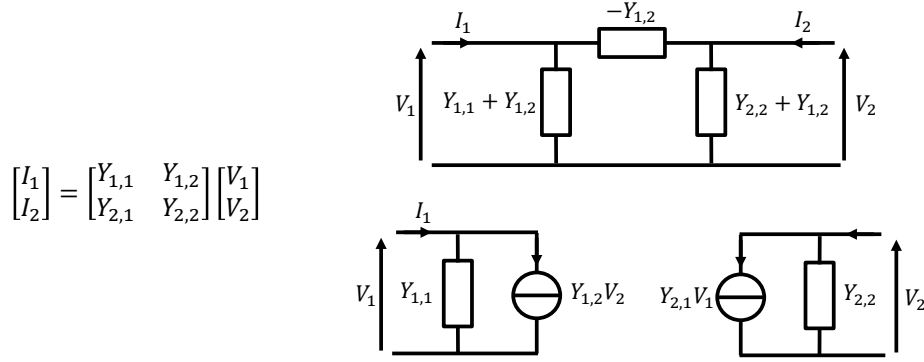 −Y₁,₂
I₁
I₂
V₁
Y₁,₁ + Y₁,₂
Y₂,₂ + Y₁,₂
V₂
[I₁ I₂] = [Y₁,₁ Y₁,₂ Y₂,₁ Y₂,₂] [V₁ V₂]
I₁
V₁
Y₁,₁
Y₁,₂V₂
Y₂,₁V₁
Y₂,₂
V₂